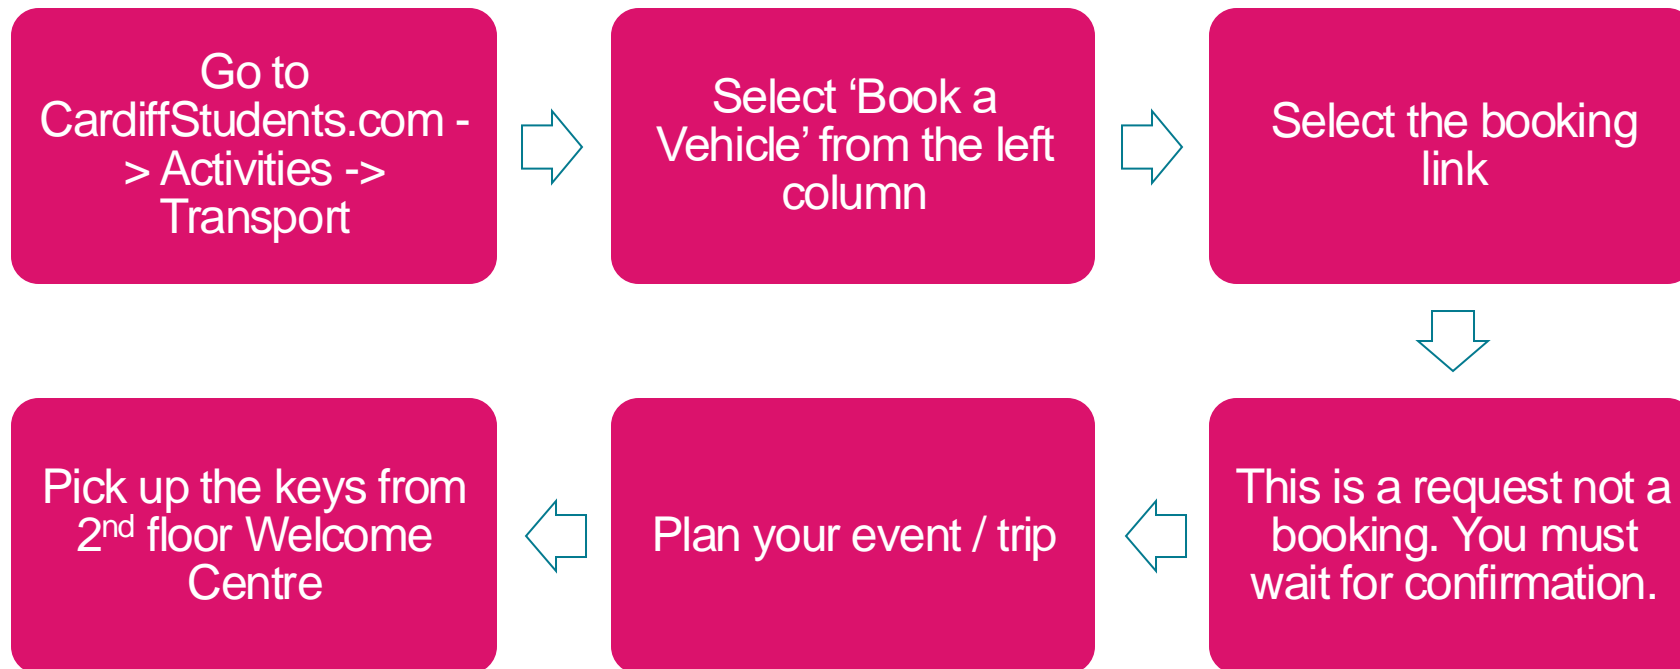 Go to
CardiffStudents.com -
> Activities ->
Transport
Select ‘Book a
Vehicle’ from the left
column
Select the booking
link
This is a request not a
booking. You must
wait for confirmation.
Plan your event / trip
Pick up the keys from
2nd floor Welcome
Centre